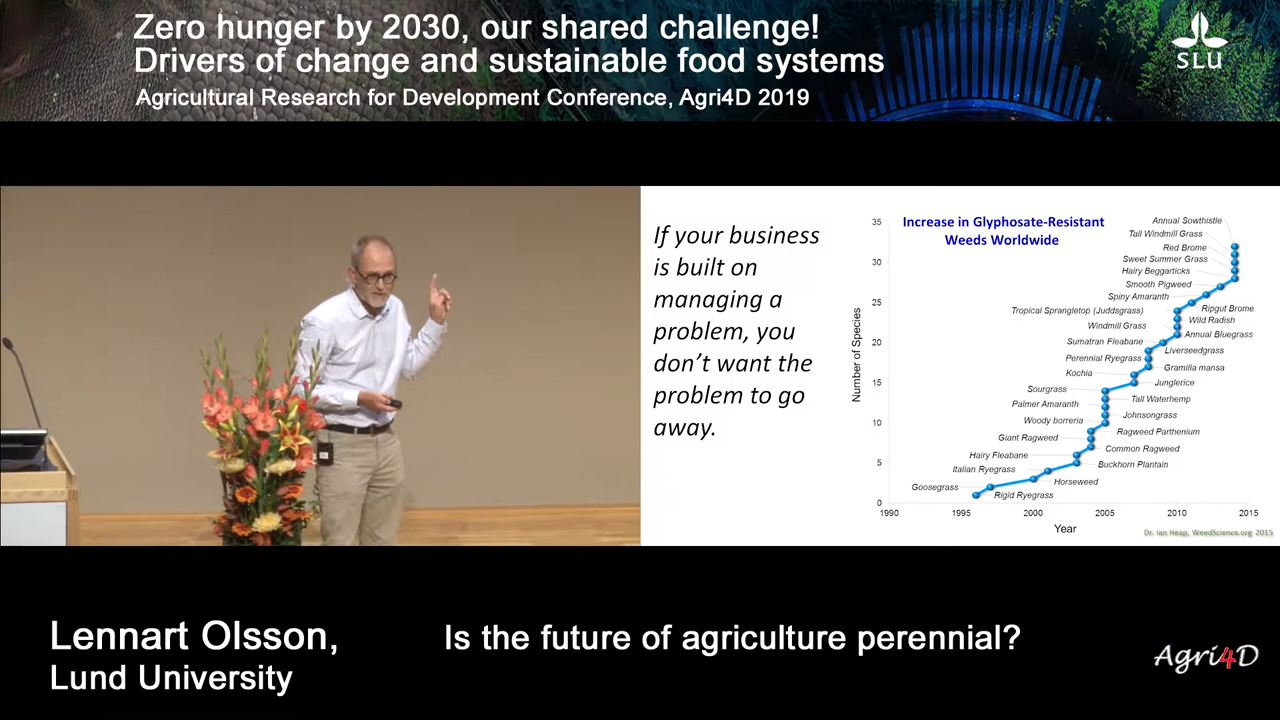 Zero hunger by 2030, our shared challenge!
Drivers of change and sustainable food systems
Agricultural Research for Development Conference, Agri4D 2019
SLU
If your business
is built on
managing a
problem, you
don't want the
problem to go
away.
Increase in Glyphosate-Resistant
Weeds Worldwide
Number of Species
35
30
25
20
15
10
5
0
Annual Sowthistle
Tall Windmill Grass
Red Brome
Sweet Summer Grass
Hairy Beggarticks
Smooth Pigweed
Spiny Amaranth
Ripgut Brome
Tropical Sprangletop (Juddsgrass)
Wild Radish
Windmill Grass
Annual Bluegrass
Sumatran Fleabane
Liverseedgrass
Perennial Ryegrass
Gramilla mansa
Kochia
Junglerice
Sourgrass
Tall Waterhemp
Palmer Amaranth
Johnsongrass
Woody borreria
Ragweed Parthenium
Giant Ragweed
Common Ragweed
Hairy Fleabane
Buckhorn Plantain
Italian Ryegrass
Horseweed
Goosegrass
Rigid Ryegrass
1990 1995 2000 2005 2010 2015
Year
Dr. Ian Heap, WeedScience.org 2015
Lennart Olsson,
Lund University
Is the future of agriculture perennial?
Agri4D